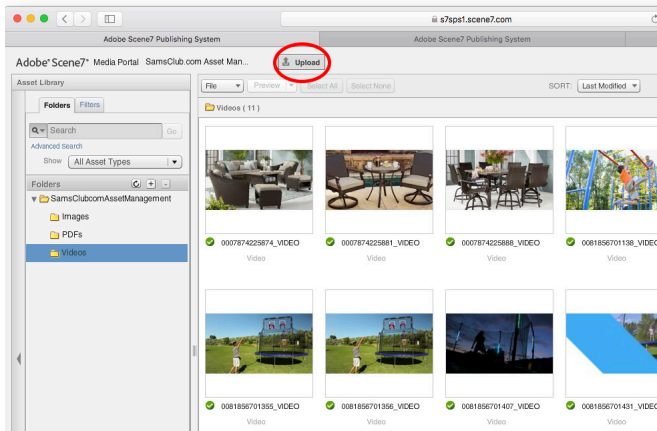 s7sps1.scene7.com
Adobe Scene7 Publishing System
Adobe Scene7 Publishing System
Adobe® Scene7® Media Portal SamsClub.com Asset Man... Upload
Asset Library
File Preview Select All Select None SORT: Last Modified
Folders Filters
Videos ( 11 )
Search Go
Advanced Search
Show All Asset Types
Folders
SamsClubcomAssetManagement
Images
PDFs
Videos
0007874225874_VIDEO 0007874225881_VIDEO 0007874225888_VIDEO 0081856701138_VIDEO
Video Video Video Video
0081856701355_VIDEO 0081856701356_VIDEO 0081856701407_VIDEO 0081856701431_VIDEO
Video Video Video Video